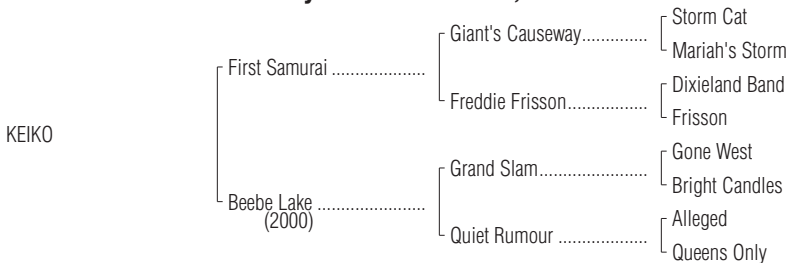 Storm Cat
Giant's Causeway..............
Mariah's Storm
First Samurai ....................
Dixieland Band
Freddie Frisson.................
Frisson
KEIKO
Gone West
Grand Slam.......................
Bright Candles
Beebe Lake .......................
(2000)
Alleged
Quiet Rumour ...................
Queens Only